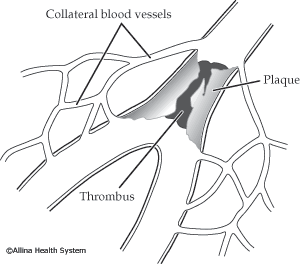 Collateral blood vessels
Plaque
Thrombus
©Allina Health System